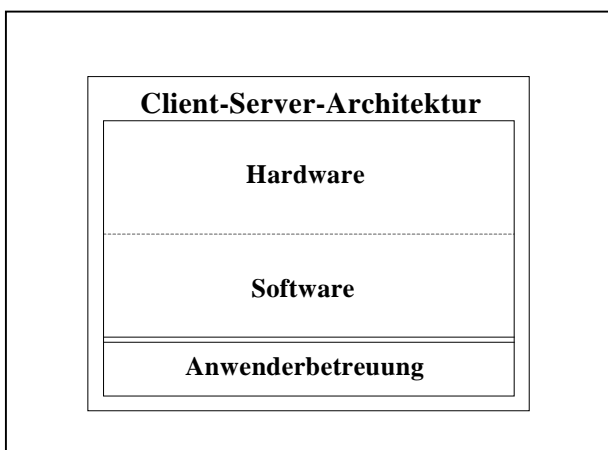 Client-Server-Architektur
Hardware
Software
Anwenderbetreuung